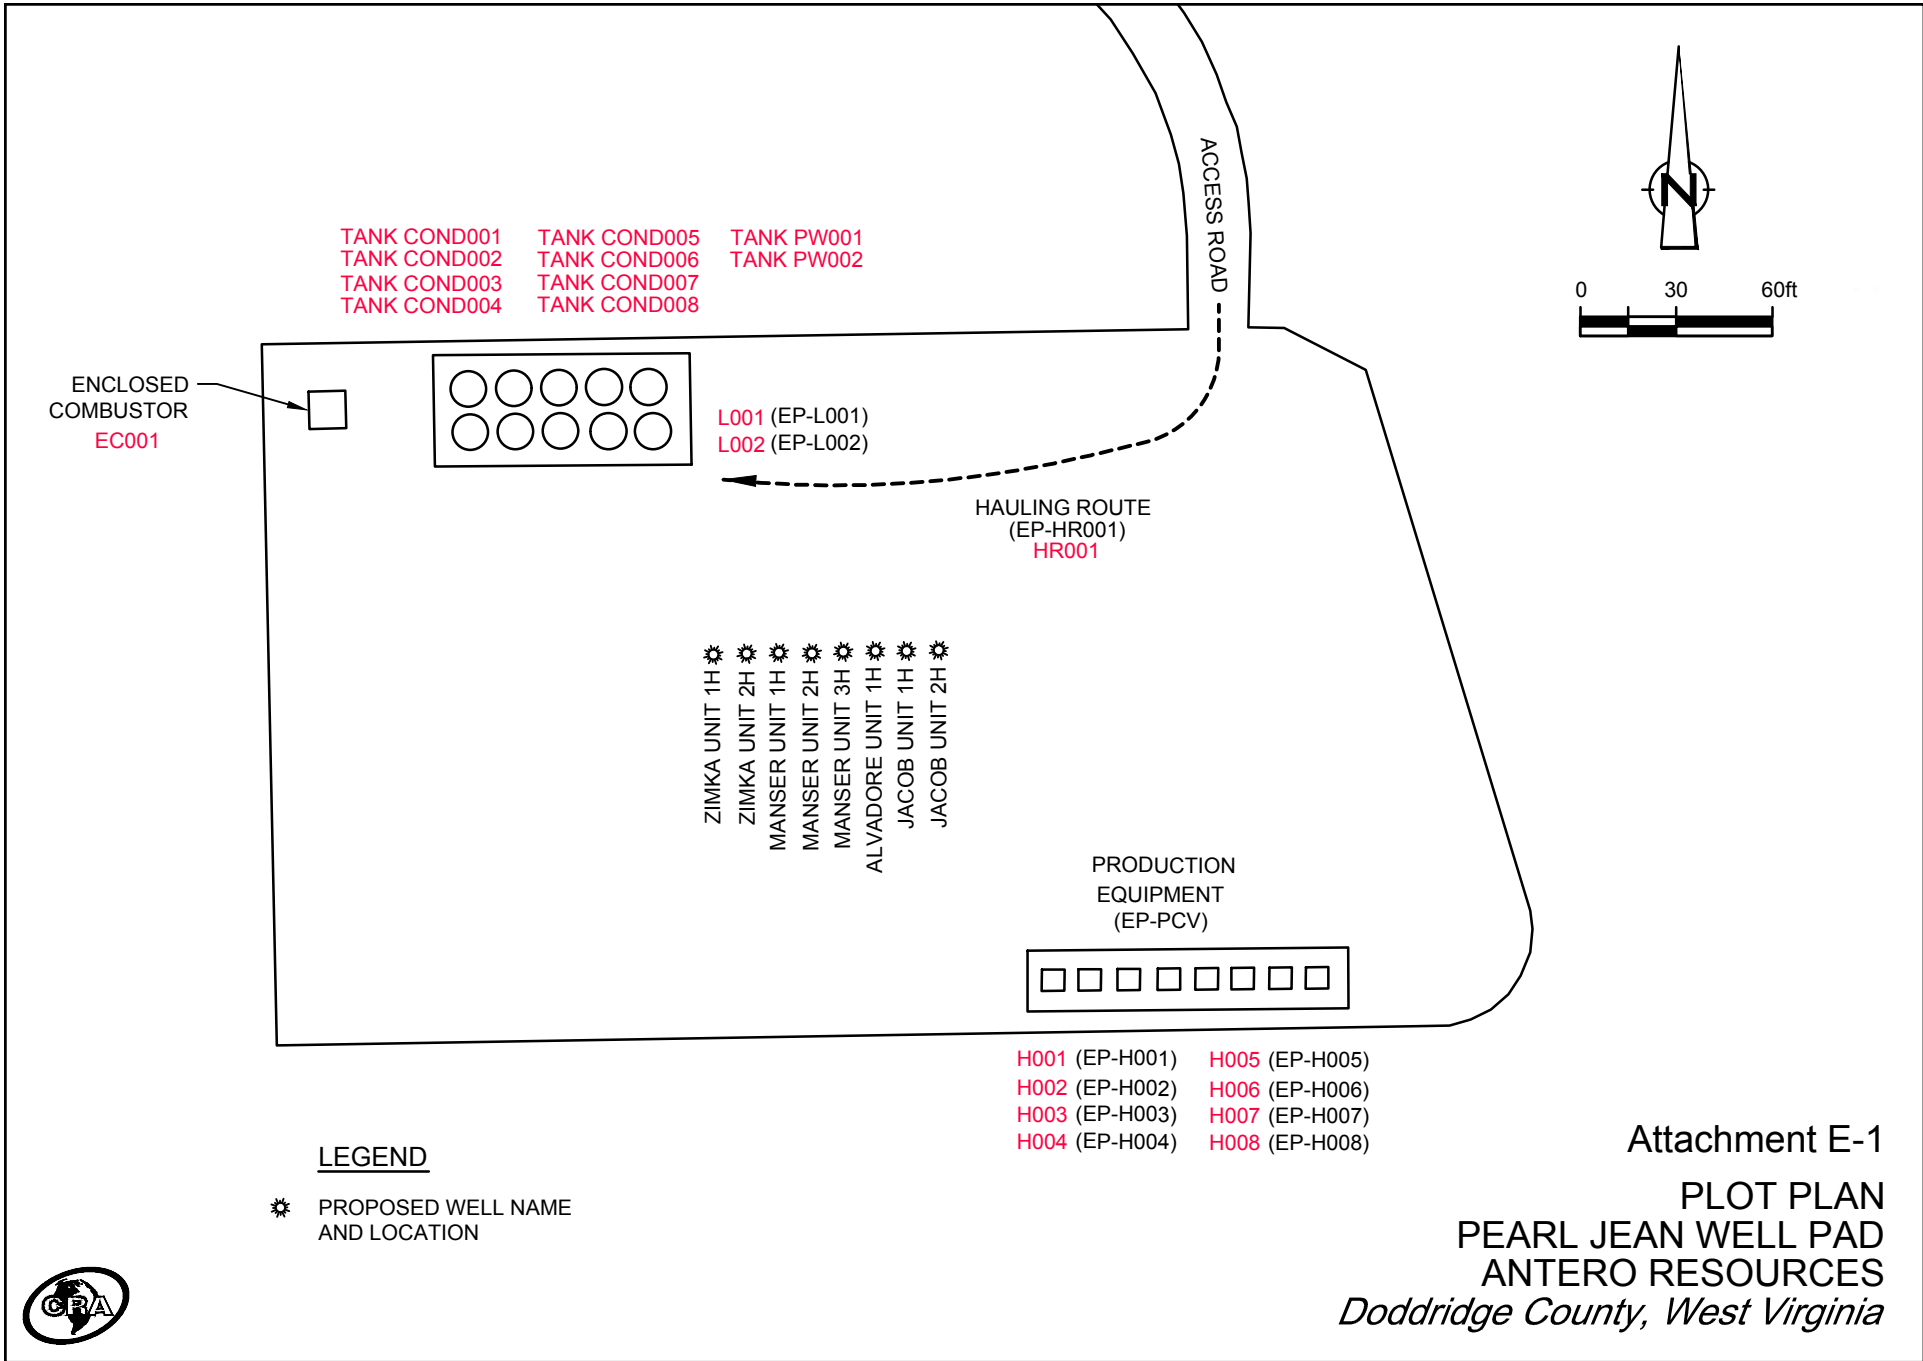 ACCESS ROAD
N
0 30 60ft
TANK COND001 TANK COND005 TANK PW001
TANK COND002 TANK COND006 TANK PW002
TANK COND003 TANK COND007
TANK COND004 TANK COND008
ENCLOSED
COMBUSTOR
EC001
L001 (EP-L001)
L002 (EP-L002)
HAULING ROUTE
(EP-HR001)
HR001
ZIMKA UNIT 1H
ZIMKA UNIT 2H
MANSER UNIT 1H
MANSER UNIT 2H
MANSER UNIT 3H
ALVADORE UNIT 1H
JACOB UNIT 1H
JACOB UNIT 2H
PRODUCTION
EQUIPMENT
(EP-PCV)
H001 (EP-H001) H005 (EP-H005)
H002 (EP-H002) H006 (EP-H006)
H003 (EP-H003) H007 (EP-H007)
H004 (EP-H004) H008 (EP-H008)
LEGEND
PROPOSED WELL NAME
AND LOCATION
CRA
Attachment E-1
PLOT PLAN
PEARL JEAN WELL PAD
ANTERO RESOURCES
Doddridge County, West Virginia